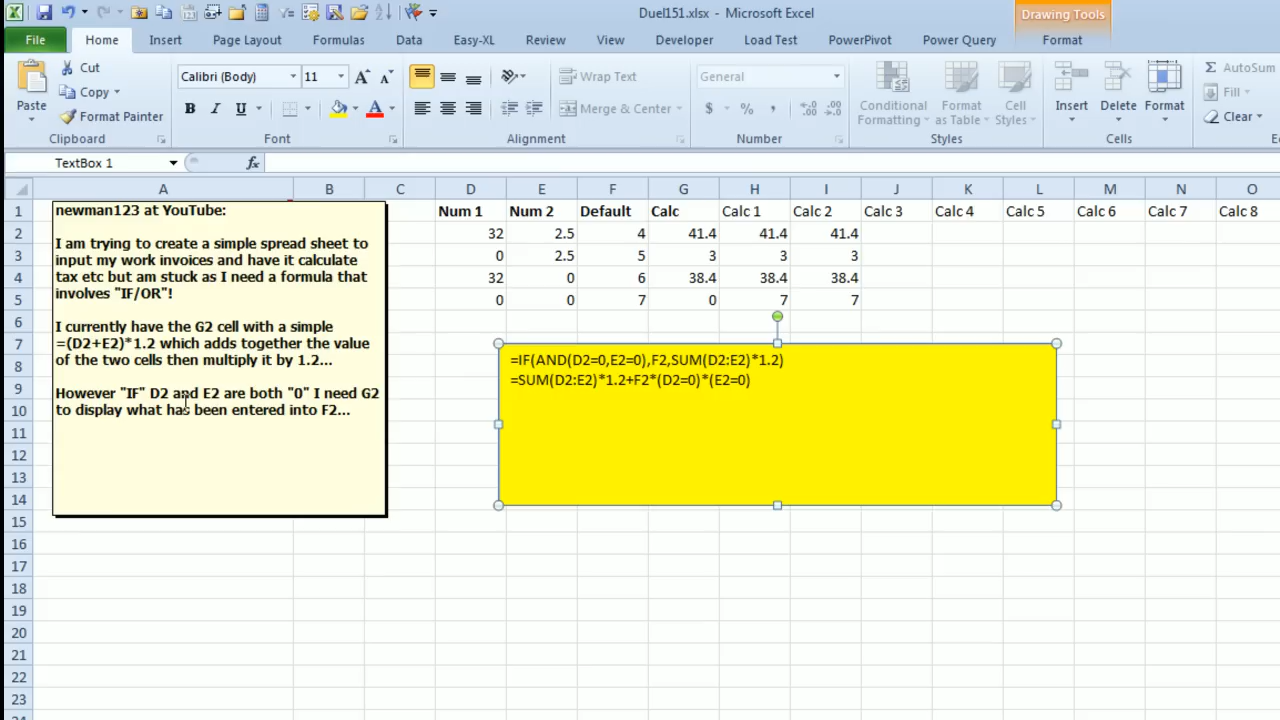 Duel151.xlsx - Microsoft Excel
Drawing Tools
File Home Insert Page Layout Formulas Data Easy-XL Review View Developer Load Test PowerPivot Power Query Format
Cut
Copy
Format Painter
Paste
Clipboard
Calibri (Body) 11
B I U
Font
Wrap Text
Merge & Center
Alignment
General
$ % ,
Number
Conditional Formatting
Format as Table
Cell Styles
Styles
Insert Delete Format
Cells
AutoSum
Fill
Clear
TextBox 1 fx
A B C D E F G H I J K L M N O
1 Num 1 Num 2 Default Calc Calc 1 Calc 2 Calc 3 Calc 4 Calc 5 Calc 6 Calc 7 Calc 8
2 32 2.5 4 41.4 41.4 41.4
3 0 2.5 5 3 3 3
4 32 0 6 38.4 38.4 38.4
5 0 0 7 0 7 7
6
7
8
9
10
11
12
13
14
15
16
17
18
19
20
21
22
23
newman123 at YouTube:
I am trying to create a simple spread sheet to
input my work invoices and have it calculate
tax etc but am stuck as I need a formula that
involves "IF/OR"!
I currently have the G2 cell with a simple
=(D2+E2)*1.2 which adds together the value
of the two cells then multiply it by 1.2...
However "IF" D2 and E2 are both "0" I need G2
to display what has been entered into F2...
=IF(AND(D2=0,E2=0),F2,SUM(D2:E2)*1.2)
=SUM(D2:E2)*1.2+F2*(D2=0)*(E2=0)